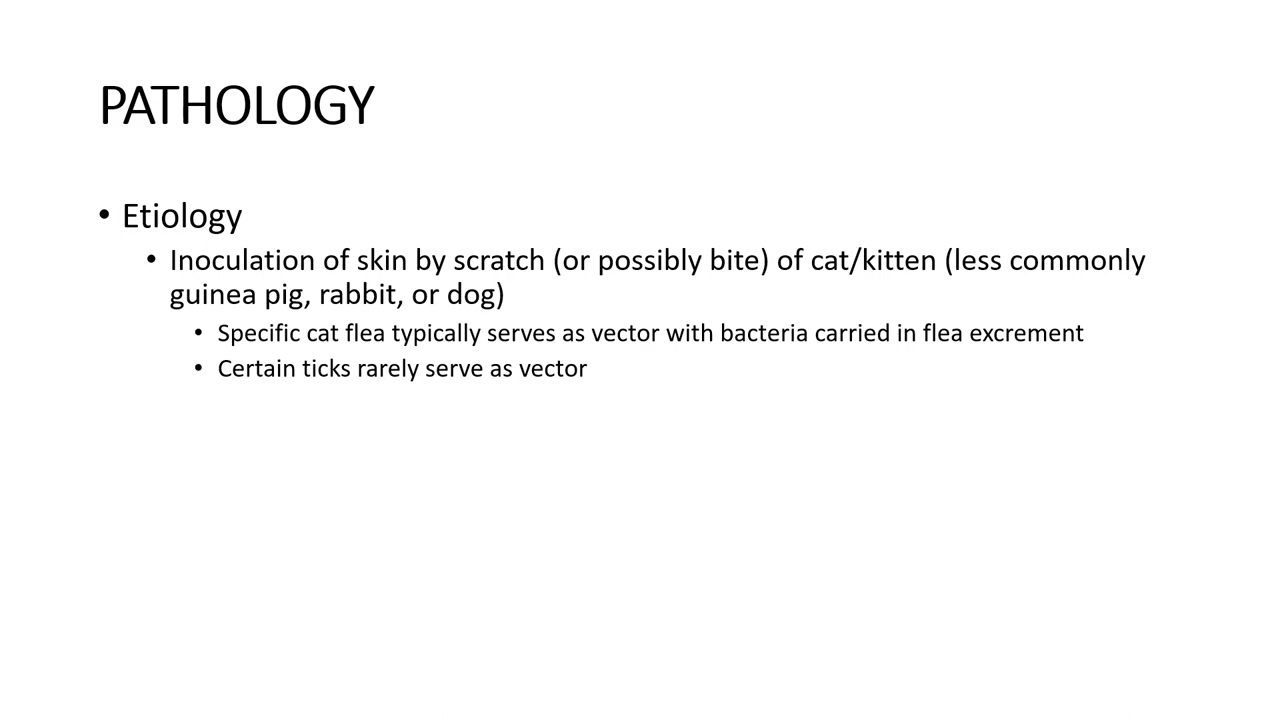 PATHOLOGY
• Etiology
• Inoculation of skin by scratch (or possibly bite) of cat/kitten (less commonly
guinea pig, rabbit, or dog)
• Specific cat flea typically serves as vector with bacteria carried in flea excrement
• Certain ticks rarely serve as vector